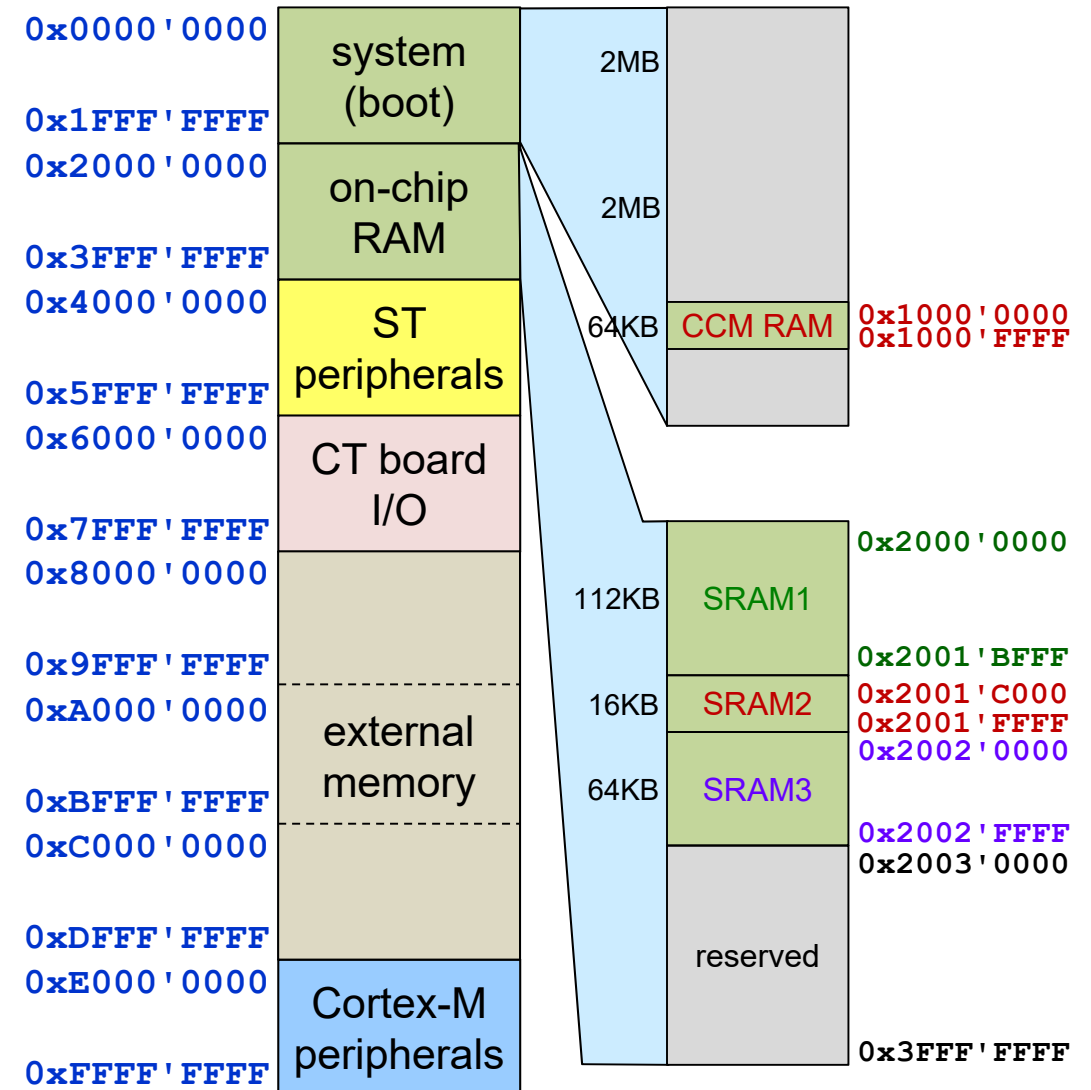 0x0000'0000
0x1FFF'FFFF
0x2000'0000
0x3FFF'FFFF
0x4000'0000
0x5FFF'FFFF
0x6000'0000
0x7FFF'FFFF
0x8000'0000
0x9FFF'FFFF
0xA000'0000
0xBFFF'FFFF
0xC000'0000
0xDFFF'FFFF
0xE000'0000
0xFFFF'FFFF
system
(boot)
on-chip
RAM
ST
peripherals
CT board
I/O
external
memory
Cortex-M
peripherals
2MB
2MB
64KB CCM RAM 0x1000'0000
0x1000'FFFF
0x2000'0000
112KB SRAM1
0x2001'BFFF
16KB SRAM2 0x2001'C000
0x2001'FFFF
0x2002'0000
64KB SRAM3
0x2002'FFFF
0x2003'0000
reserved
0x3FFF'FFFF